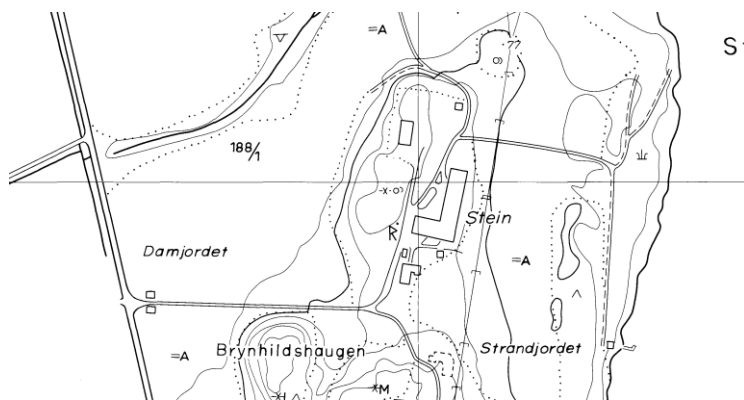 =A
77
S
188/1
Stein
R
Damjordet
=A
Brynhildshaugen
Strandjordet
=A
M